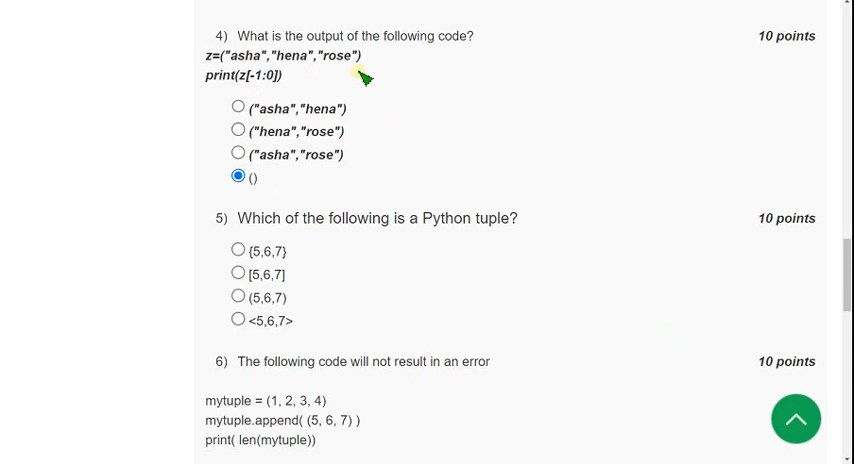 4) What is the output of the following code? 10 points
z=("asha","hena","rose")
print(z[-1:0])
("asha","hena")
("hena","rose")
("asha","rose")
()
5) Which of the following is a Python tuple? 10 points
{5,6,7}
[5,6,7]
(5,6,7)
<5,6,7>
6) The following code will not result in an error 10 points
mytuple = (1, 2, 3, 4)
mytuple.append( (5, 6, 7) )
print( len(mytuple))